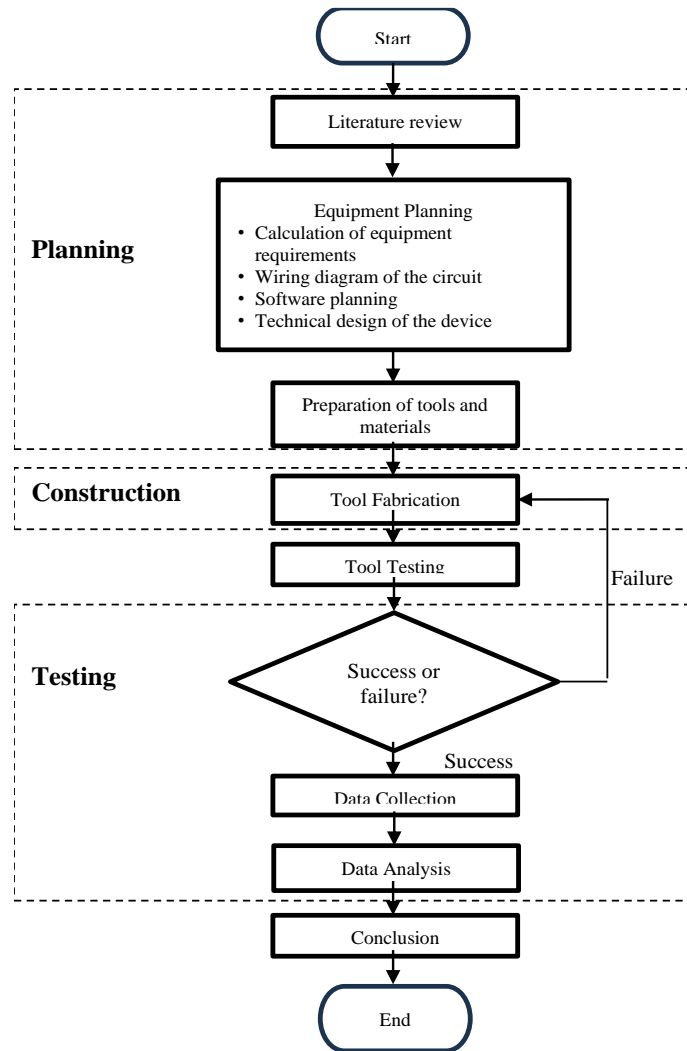 Start
Literature review
Planning
Equipment Planning
• Calculation of equipment
requirements
• Wiring diagram of the circuit
• Software planning
• Technical design of the device
Preparation of tools and
materials
Construction
Tool Fabrication
Tool Testing
Failure
Testing
Success or
failure?
Success
Data Collection
Data Analysis
Conclusion
End